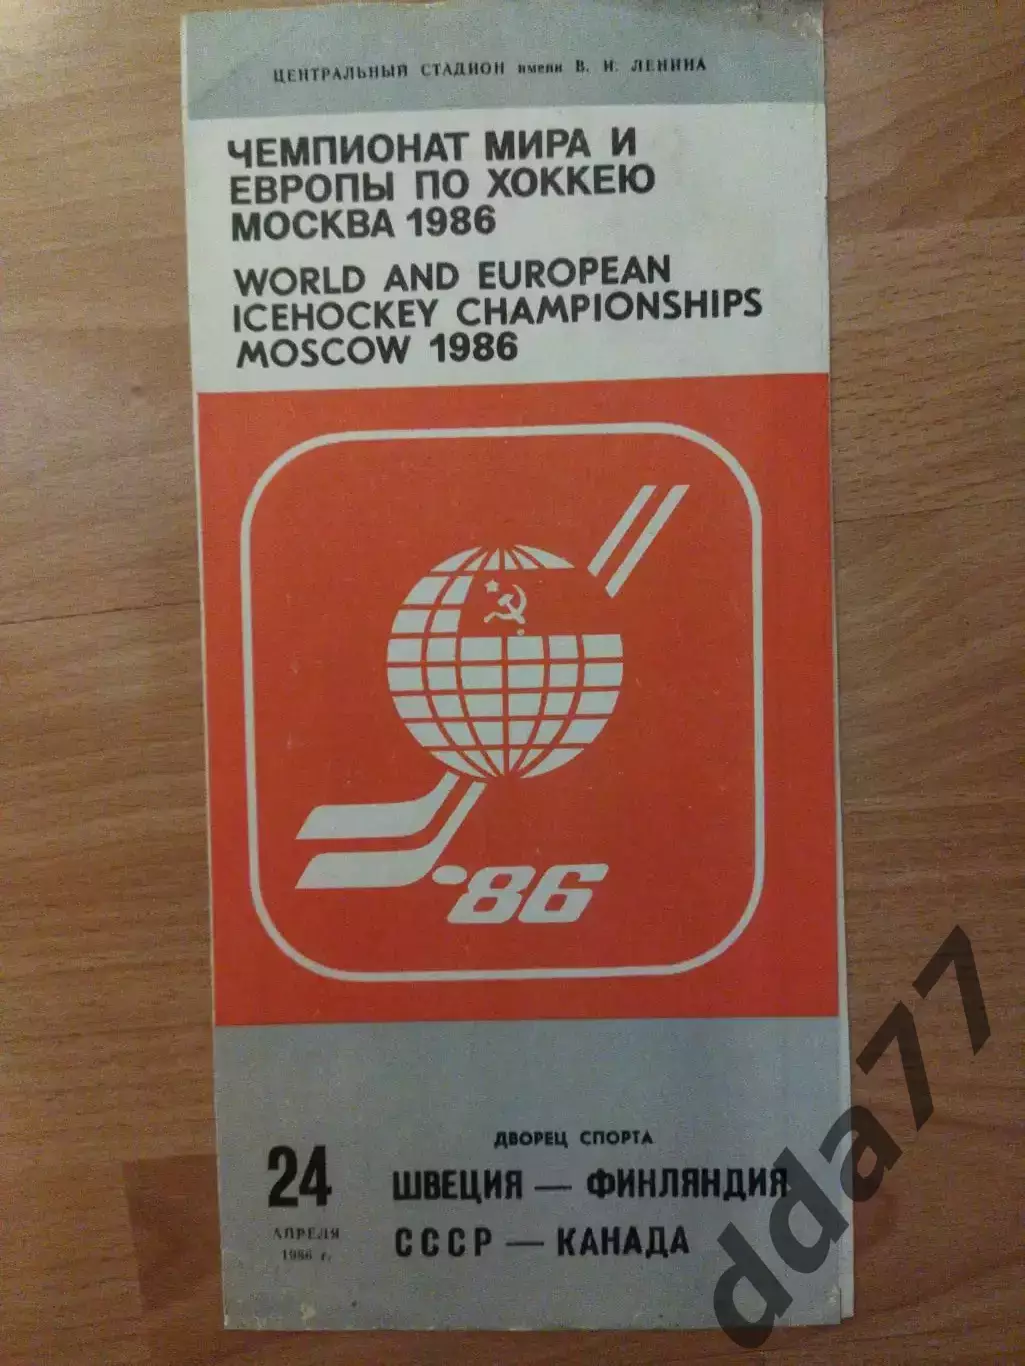 ЦЕНТРАЛЬНЫЙ СТАДИОН имени В. И. ЛЕНИНА
ЧЕМПИОНАТ МИРА И
ЕВРОПЫ ПО ХОККЕЮ
МОСКВА 1986
WORLD AND EUROPEAN
ICEHOCKEY CHAMPIONSHIPS
MOSCOW 1986
'86
ДВОРЕЦ СПОРТА
24 ШВЕЦИЯ — ФИНЛЯНДИЯ
АПРЕЛЯ
1986 г.
СССР — КАНАДА
dda77